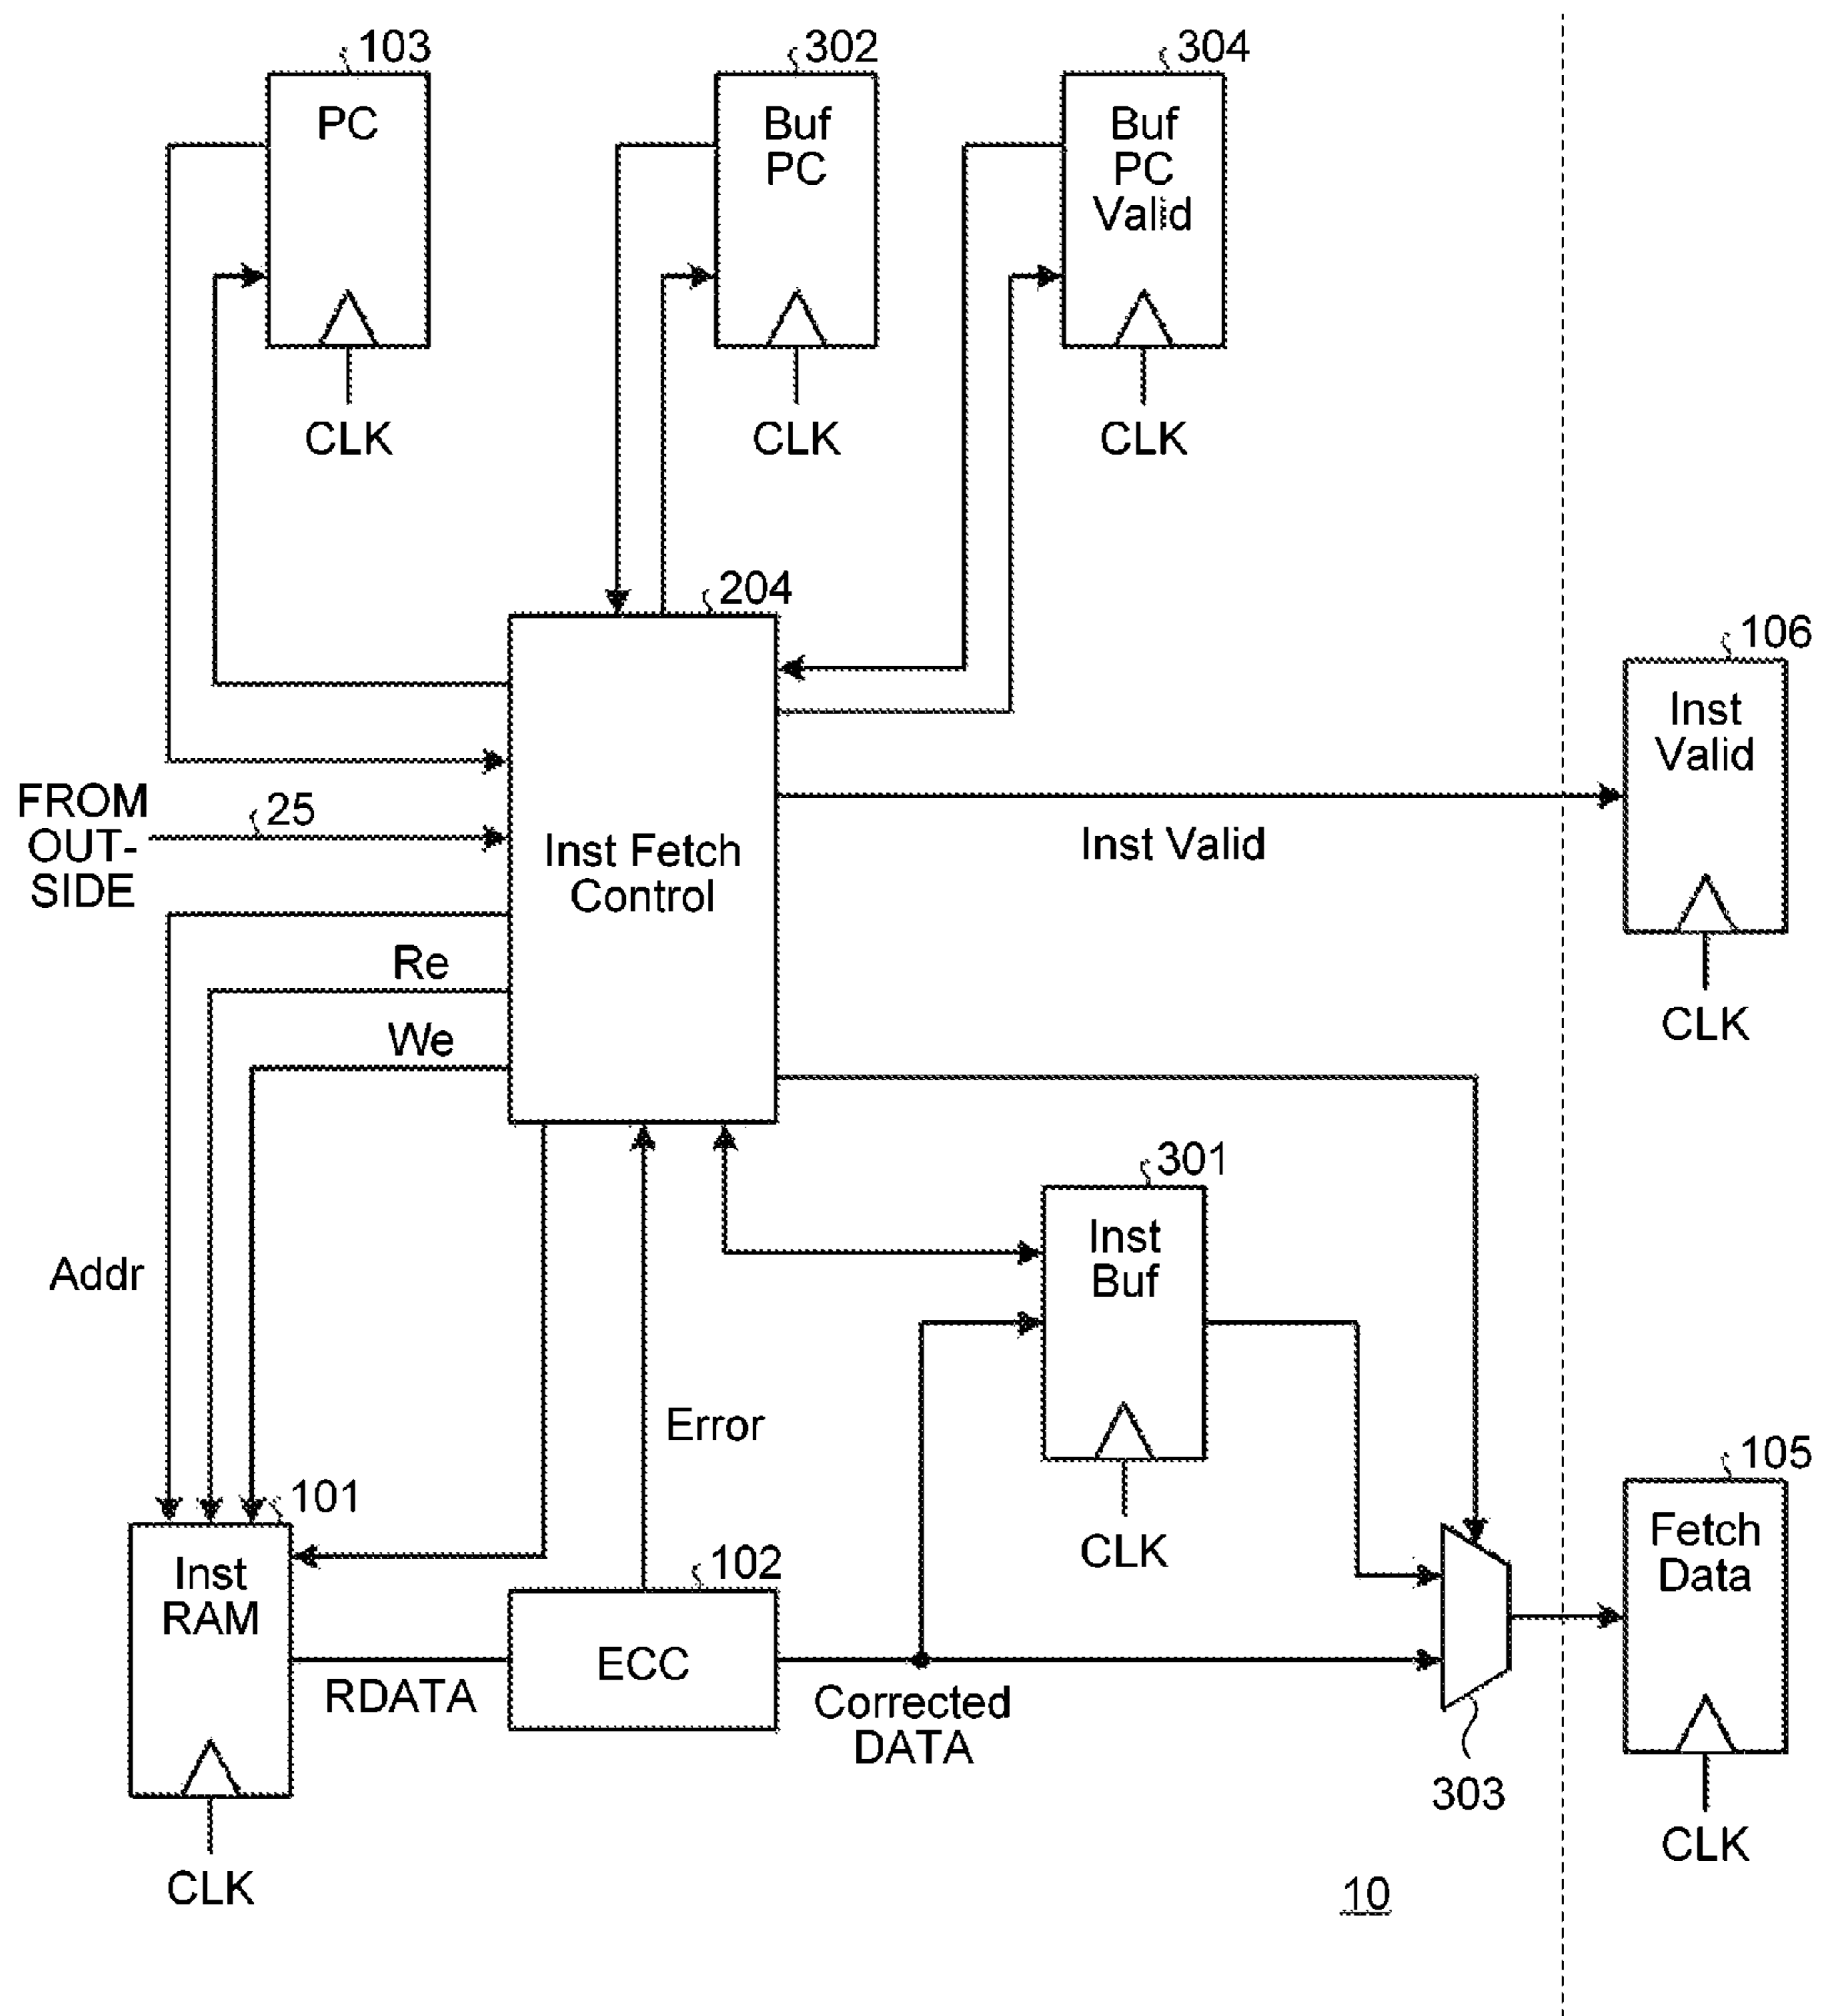 103
302
304
PC
Buf
PC
Buf
PC
Valid
CLK
CLK
CLK
204
106
Inst
Valid
FROM
OUT-
SIDE
25
Inst Fetch
Control
Inst Valid
Re
We
CLK
301
Inst
Buf
Addr
Error
CLK
101
102
105
Inst
RAM
Fetch
Data
RDATA
ECC
Corrected
DATA
303
CLK
CLK
10